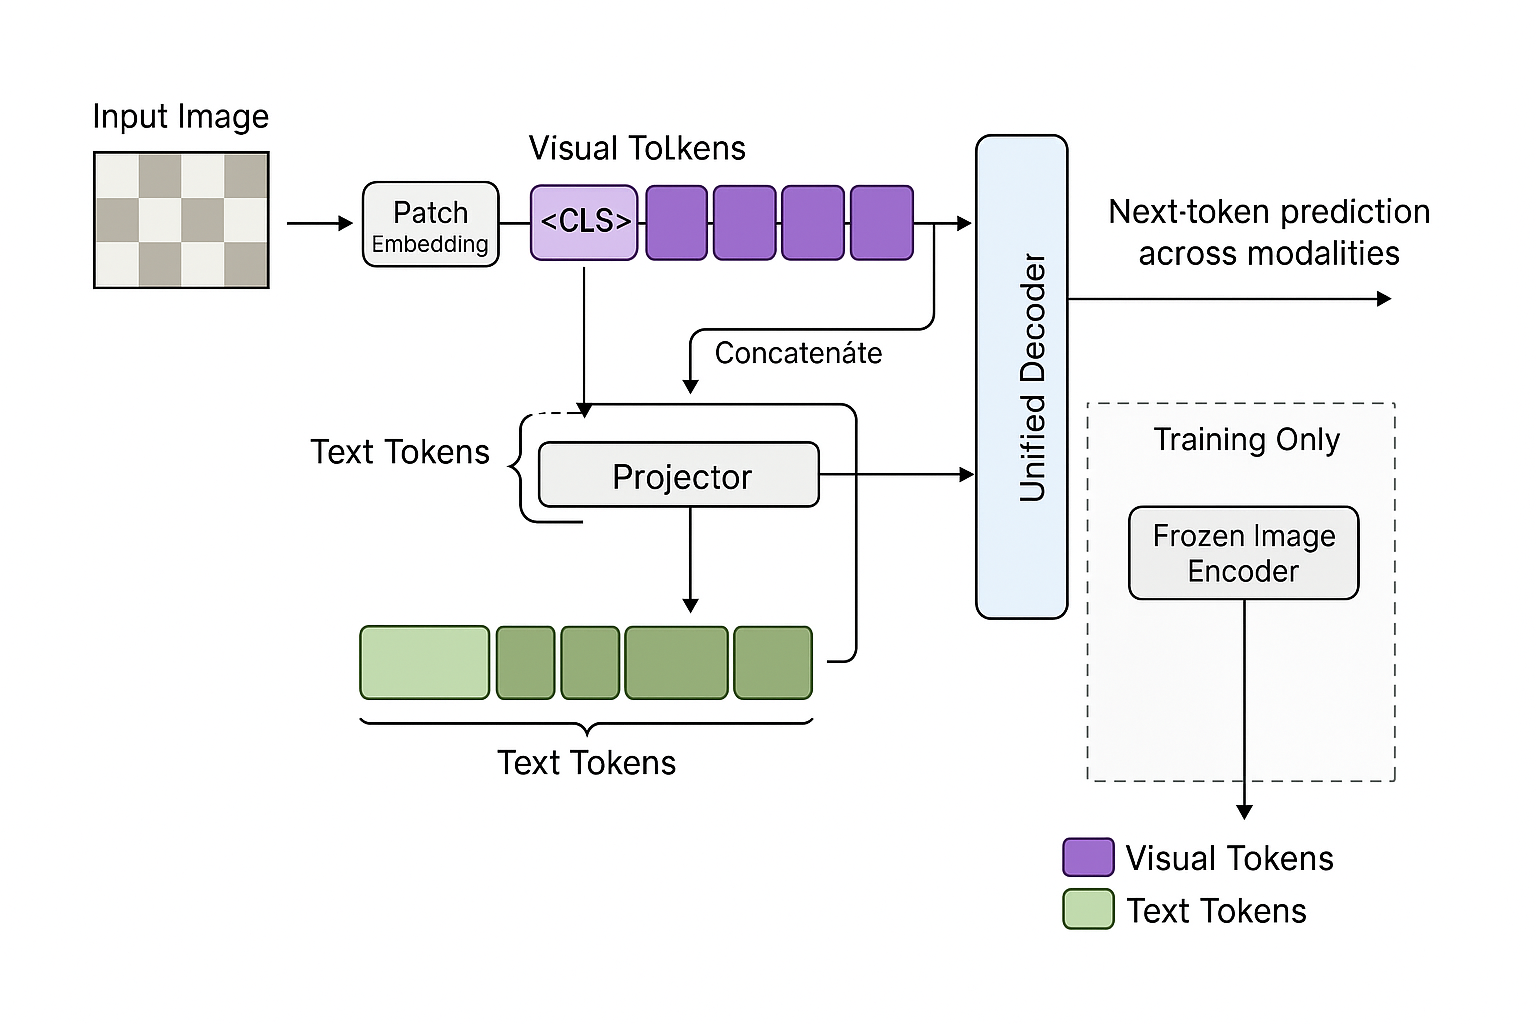 Input Image
Visual ToLkens
Patch
Embedding
<CLS>
Next-token prediction
across modalities
Concatenáte
Unified Decoder
Text Tokens
Projector
Training Only
Frozen Image
Encoder
Text Tokens
Visual Tokens
Text Tokens